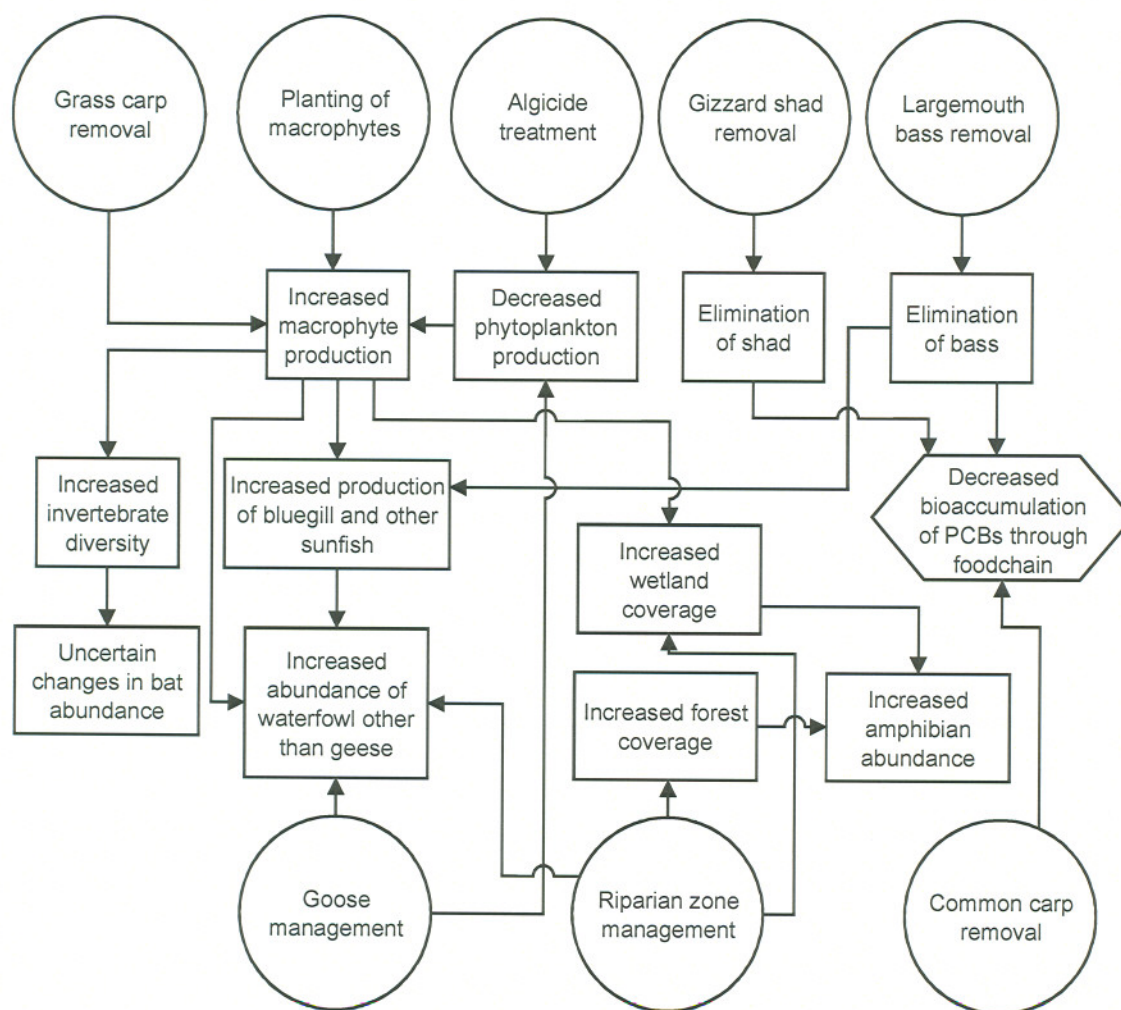 Grass carp
removal
Planting of
macrophytes
Algicide
treatment
Gizzard shad
removal
Largemouth
bass removal
Increased
macrophyte
production
Decreased
phytoplankton
production
Elimination
of shad
Elimination
of bass
Increased
invertebrate
diversity
Increased production
of bluegill and other
sunfish
Increased
wetland
coverage
Decreased
bioaccumulation
of PCBs through
foodchain
Uncertain
changes in bat
abundance
Increased
abundance of
waterfowl other
than geese
Increased forest
coverage
Increased
amphibian
abundance
Goose
management
Riparian zone
management
Common carp
removal